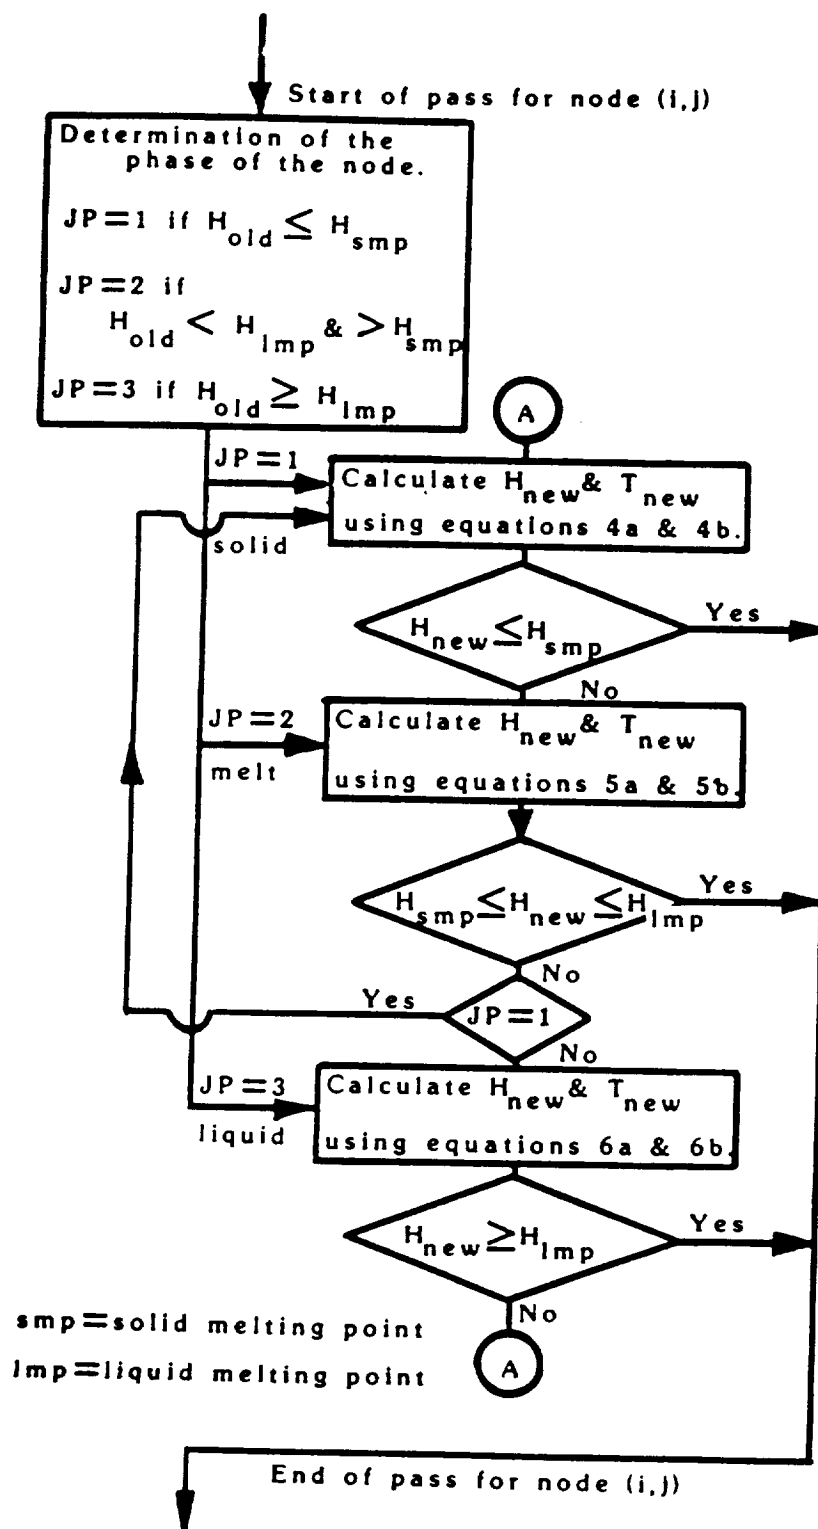 Start of pass for node (i,j)
Determination of the
phase of the node.
JP=1 if H_old ≤ H_smp
JP=2 if
H_old < H_lmp & > H_smp
JP=3 if H_old ≥ H_lmp
A
JP=1
solid
Calculate H_new & T_new
using equations 4a & 4b.
H_new ≤ H_smp
Yes
No
JP=2
melt
Calculate H_new & T_new
using equations 5a & 5b.
H_smp ≤ H_new ≤ H_lmp
Yes
No
JP=1
Yes
No
JP=3
liquid
Calculate H_new & T_new
using equations 6a & 6b.
H_new ≥ H_lmp
Yes
No
A
smp=solid melting point
lmp=liquid melting point
End of pass for node (i,j)